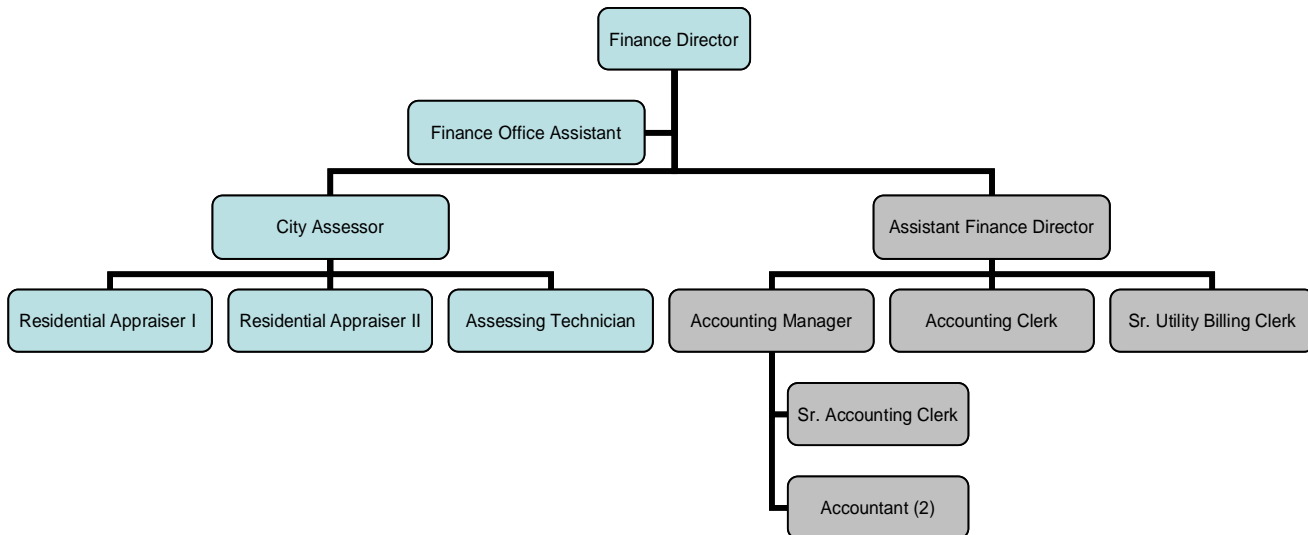 Finance Director
Finance Office Assistant
City Assessor
Assistant Finance Director
Residential Appraiser I
Residential Appraiser II
Assessing Technician
Accounting Manager
Accounting Clerk
Sr. Utility Billing Clerk
Sr. Accounting Clerk
Accountant (2)